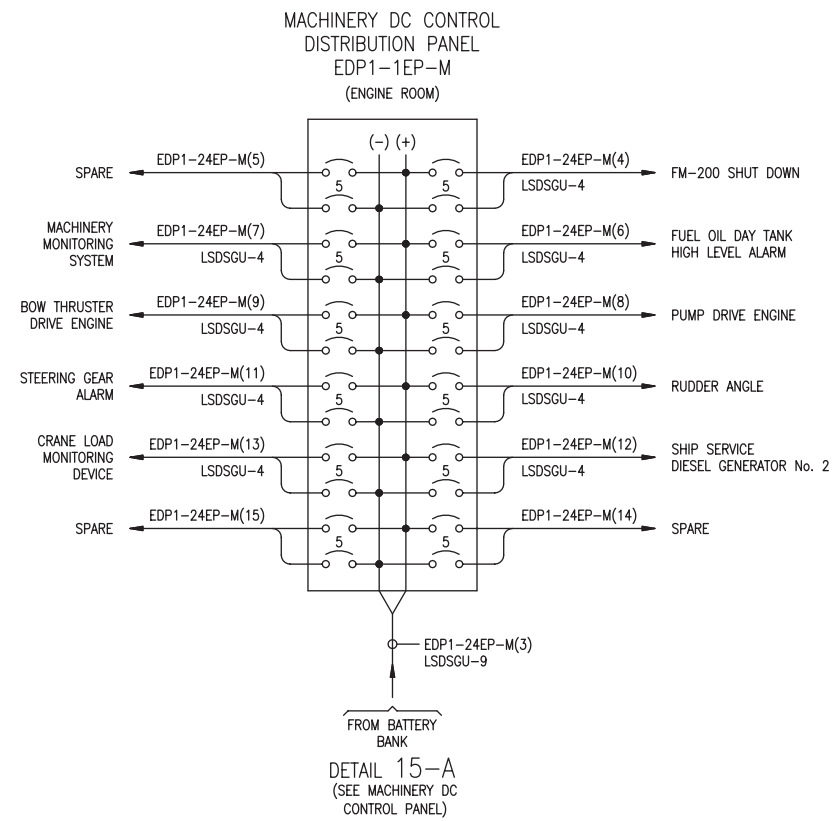 MACHINERY DC CONTROL
DISTRIBUTION PANEL
EDP1-1EP-M
(ENGINE ROOM)
(-) (+)
SPARE
EDP1-24EP-M(5)
5
5
EDP1-24EP-M(4)
LSDSGU-4
FM-200 SHUT DOWN
MACHINERY
MONITORING
SYSTEM
EDP1-24EP-M(7)
LSDSGU-4
5
5
EDP1-24EP-M(6)
LSDSGU-4
FUEL OIL DAY TANK
HIGH LEVEL ALARM
BOW THRUSTER
DRIVE ENGINE
EDP1-24EP-M(9)
LSDSGU-4
5
5
EDP1-24EP-M(8)
LSDSGU-4
PUMP DRIVE ENGINE
STEERING GEAR
ALARM
EDP1-24EP-M(11)
LSDSGU-4
5
5
EDP1-24EP-M(10)
LSDSGU-4
RUDDER ANGLE
CRANE LOAD
MONITORING
DEVICE
EDP1-24EP-M(13)
LSDSGU-4
5
5
EDP1-24EP-M(12)
LSDSGU-4
SHIP SERVICE
DIESEL GENERATOR No. 2
SPARE
EDP1-24EP-M(15)
5
5
EDP1-24EP-M(14)
SPARE
EDP1-24EP-M(3)
LSDSGU-9
FROM BATTERY
BANK
DETAIL 15-A
(SEE MACHINERY DC
CONTROL PANEL)